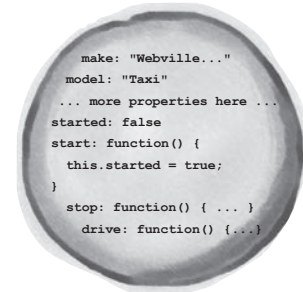 make: "Webville..."
model: "Taxi"
... more properties here ...
started: false
start: function() {
this.started = true;
}
stop: function() { ... }
drive: function() {...}